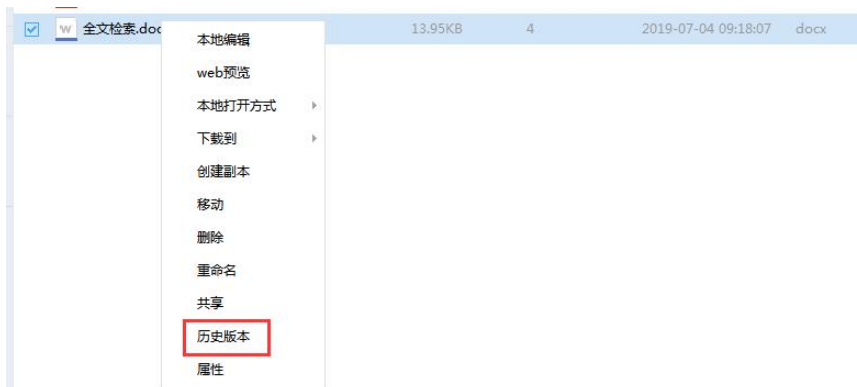 W 全文检索.doc 13.95KB 4 2019-07-04 09:18:07 docx
本地编辑
web预览
本地打开方式
下载到
创建副本
移动
删除
重命名
共享
历史版本
属性